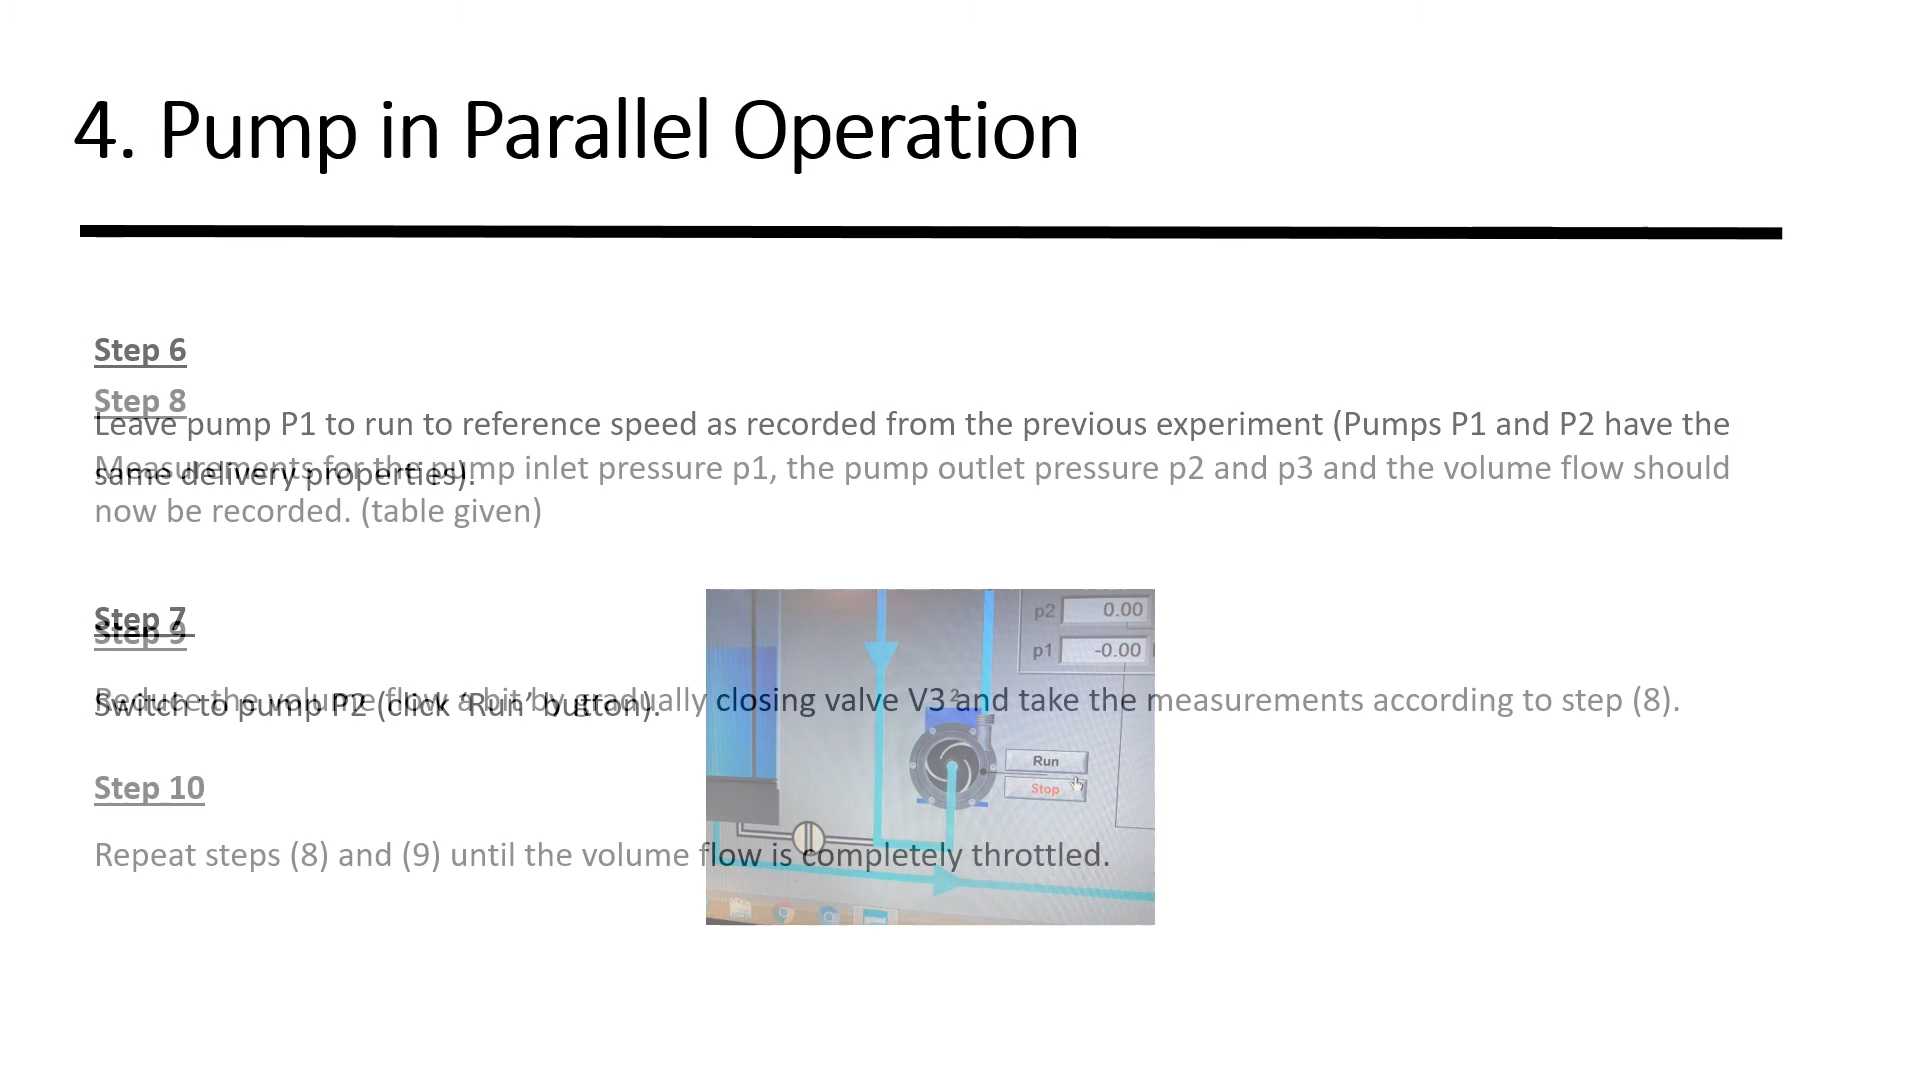 4. Pump in Parallel Operation
Step 6
Leave pump P1 to run to reference speed as recorded from the previous experiment (Pumps P1 and P2 have the
same delivery properties).
Step 7
Switch to pump P2 (click ‘Run’ button).
Step 8
Measurements for the pump inlet pressure p1, the pump outlet pressure p2 and p3 and the volume flow should
now be recorded. (table given)
Step 9
Reduce the volume flow a bit by gradually closing valve V3 and take the measurements according to step (8).
Step 10
Repeat steps (8) and (9) until the volume flow is completely throttled.
p2 0.00
p1 -0.00
2
Run
Stop